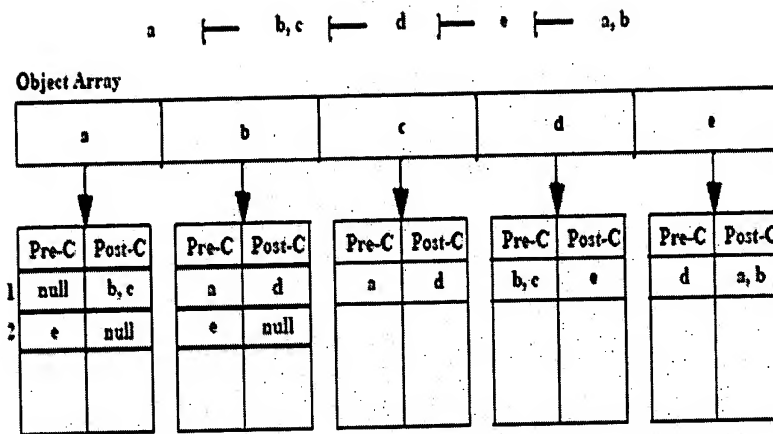 a ⊢ b, c ⊢ d ⊢ e ⊢ a, b
Object Array
a b c d e
Pre-C Post-C Pre-C Post-C Pre-C Post-C Pre-C Post-C Pre-C Post-C
1 null b, c a d a d b, c e d a, b
2 e null e null